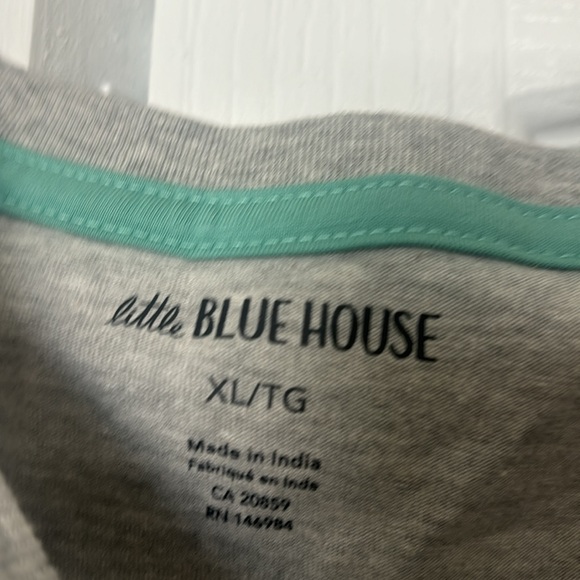 little BLUE HOUSE
XL/TG
Made in India
Fabriqué en Inde
CA 20859
RN 146984